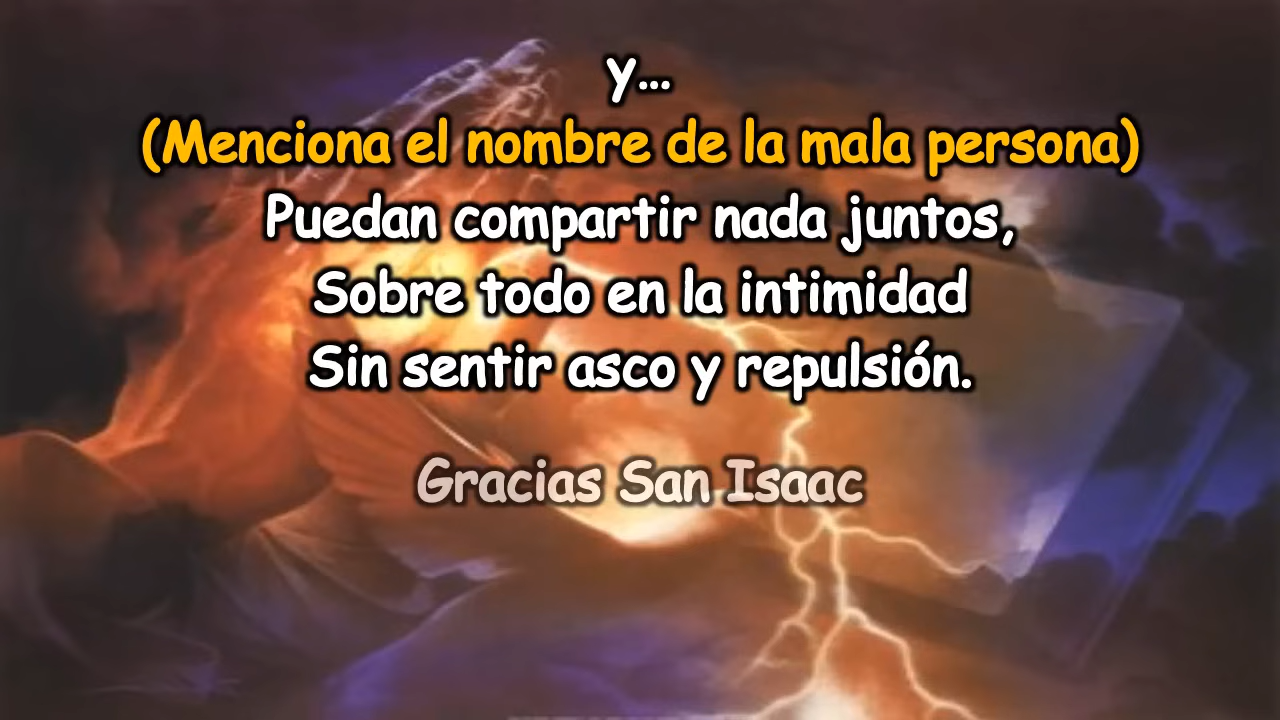 y...
(Menciona el nombre de la mala persona)
Puedan compartir nada juntos,
Sobre todo en la intimidad
Sin sentir asco y repulsión.
Gracias San Isaac